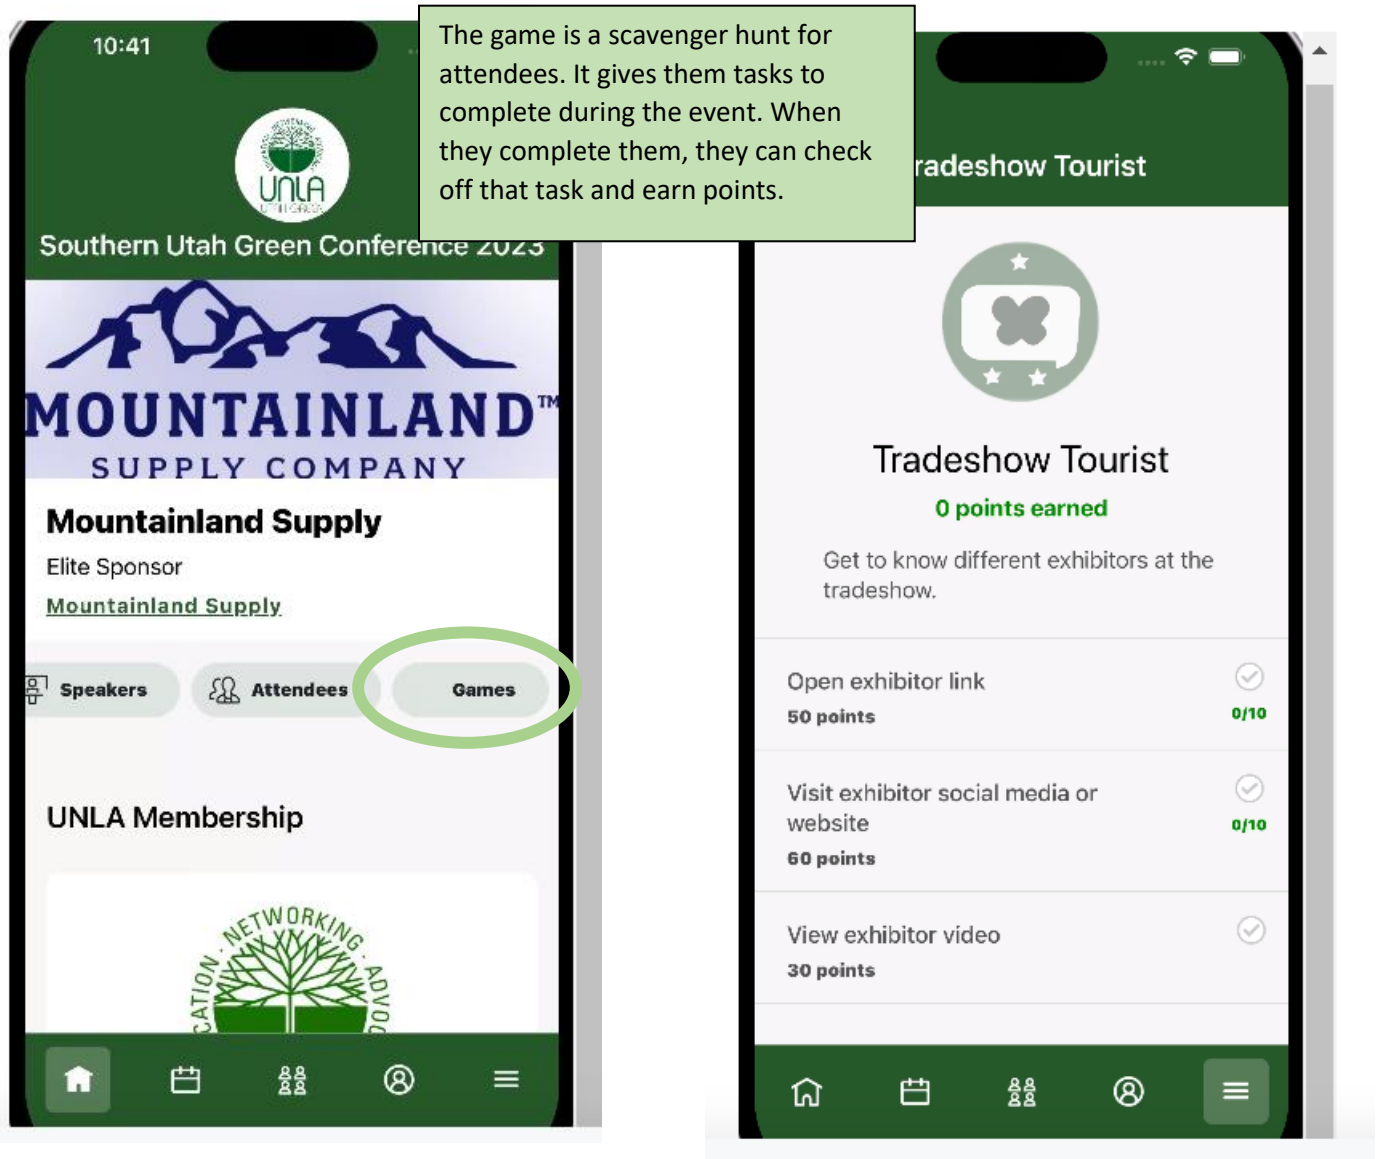 The game is a scavenger hunt for
attendees. It gives them tasks to
complete during the event. When
they complete them, they can check
off that task and earn points.
10:41
UNLA
UTAH GREEN
Southern Utah Green Conference 2023
MOUNTAINLAND™
SUPPLY COMPANY
Mountainland Supply
Elite Sponsor
Mountainland Supply
Speakers
Attendees
Games
UNLA Membership
NETWORKING
radeshow Tourist
Tradeshow Tourist
0 points earned
Get to know different exhibitors at the
tradeshow.
Open exhibitor link
50 points
0/10
Visit exhibitor social media or
website
60 points
0/10
View exhibitor video
30 points